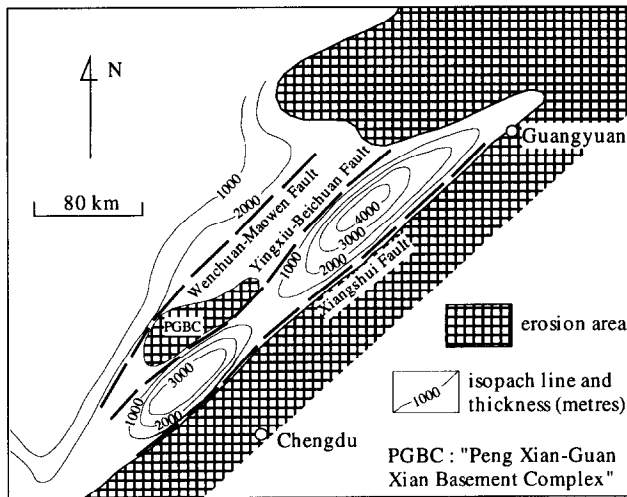 N
Guangyuan
1000
2000
80 km
Wenchuan-Maowen Fault
Yingxiu-Beichuan Fault
4000
3000
1000
2000
Xiangshui Fault
PGBC
3000
1000
2000
Chengdu
erosion area
1000
isopach line and
thickness (metres)
PGBC : "Peng Xian-Guan
Xian Basement Complex"